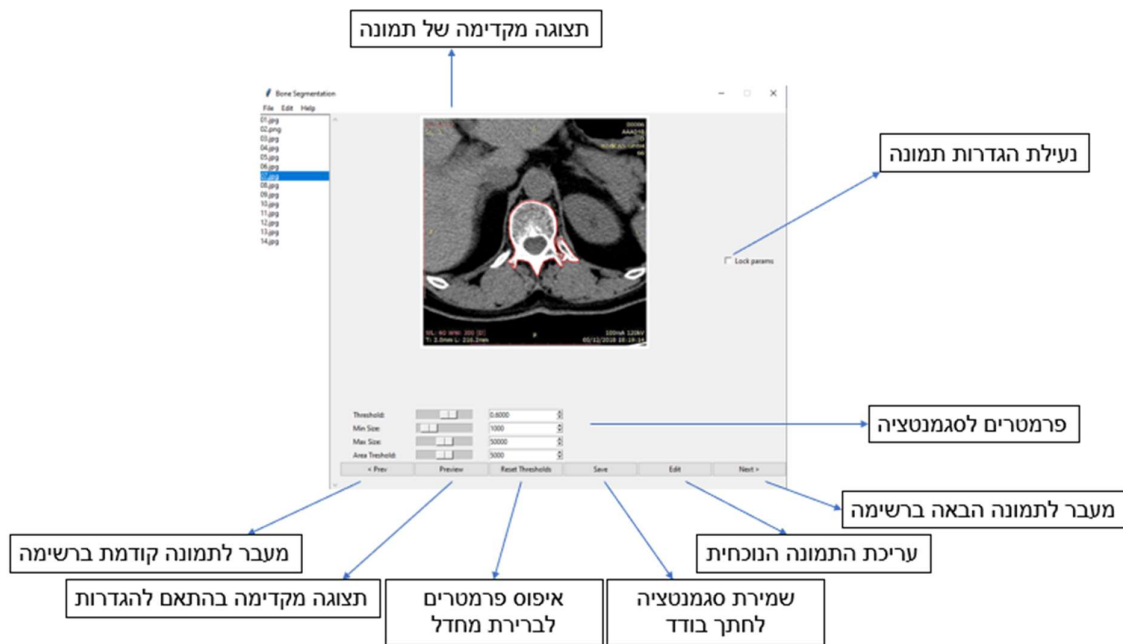 תצוגה מקדימה של תמונה
Bone Segmentation
File Edit Help
01.jpg
02.png
03.jpg
04.jpg
05.jpg
06.jpg
07.jpg
08.jpg
09.jpg
10.jpg
11.jpg
12.jpg
13.jpg
14.jpg
נעילת הגדרות תמונה
Lock params
100mA 120kV
Threshold: 0.6000
Min Size: 1000
Max Size: 50000
Area Treshold: 5000
פרמטרים לסגמנטציה
< Prev Preview Reset Thresholds Save Edit Next >
מעבר לתמונה הבאה ברשימה
עריכת התמונה הנוכחית
מעבר לתמונה קודמת ברשימה
שמירת סגמנטציה
לחתך בודד
איפוס פרמטרים
לברירת מחדל
תצוגה מקדימה בהתאם להגדרות